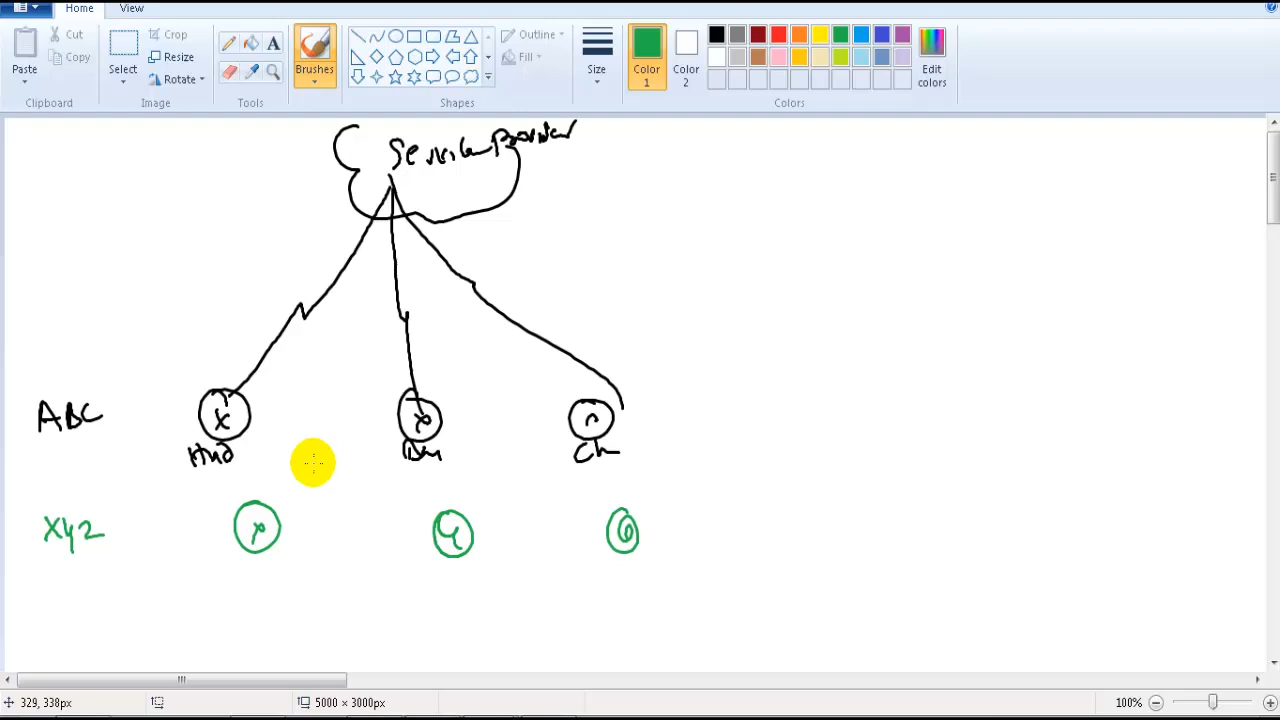 Home View
Cut
Copy
Paste
Clipboard
Select
Crop
Resize
Rotate
Image
A
Tools
Brushes
Outline
Fill
Shapes
Size
Color 1
Color 2
Edit colors
Colors
Service Provider
ABC
x
Hyd
Ch
XYZ
329, 338px
5000 × 3000px
100%